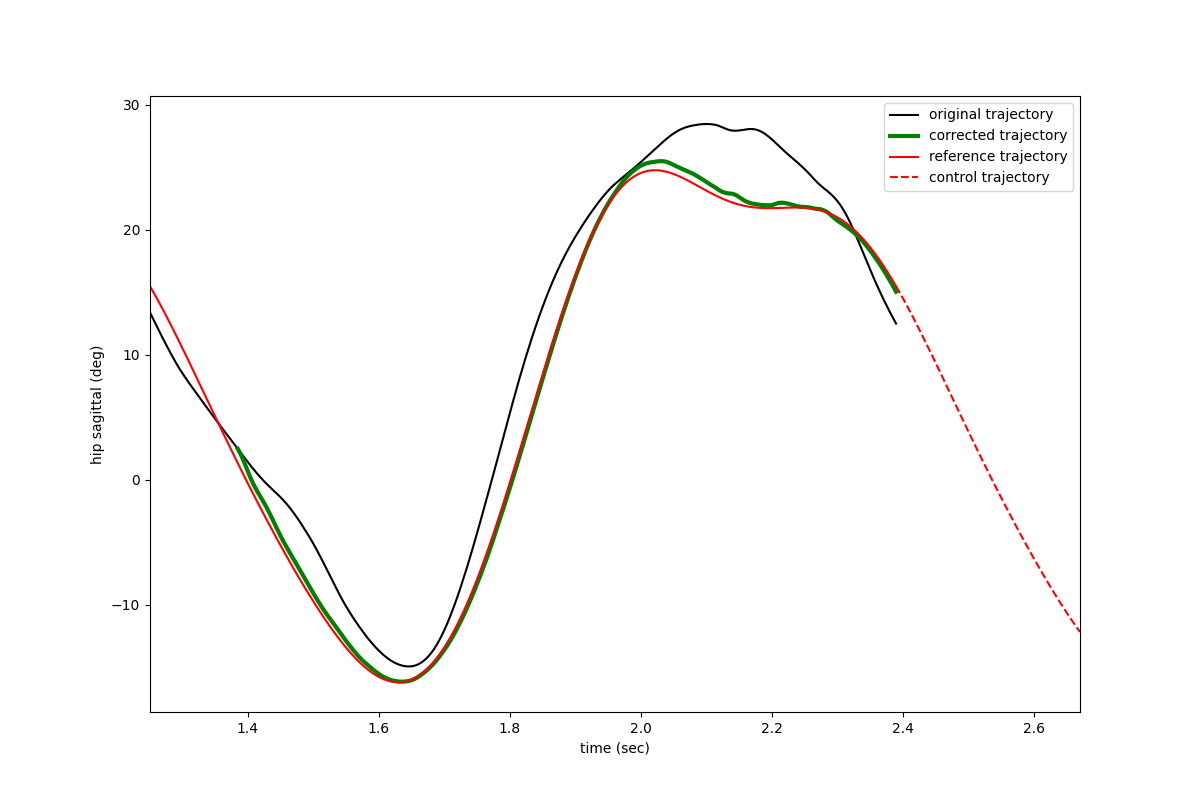 original trajectory
corrected trajectory
reference trajectory
control trajectory
hip sagittal (deg)
30
20
10
0
−10
1.4 1.6 1.8 2.0 2.2 2.4 2.6
time (sec)